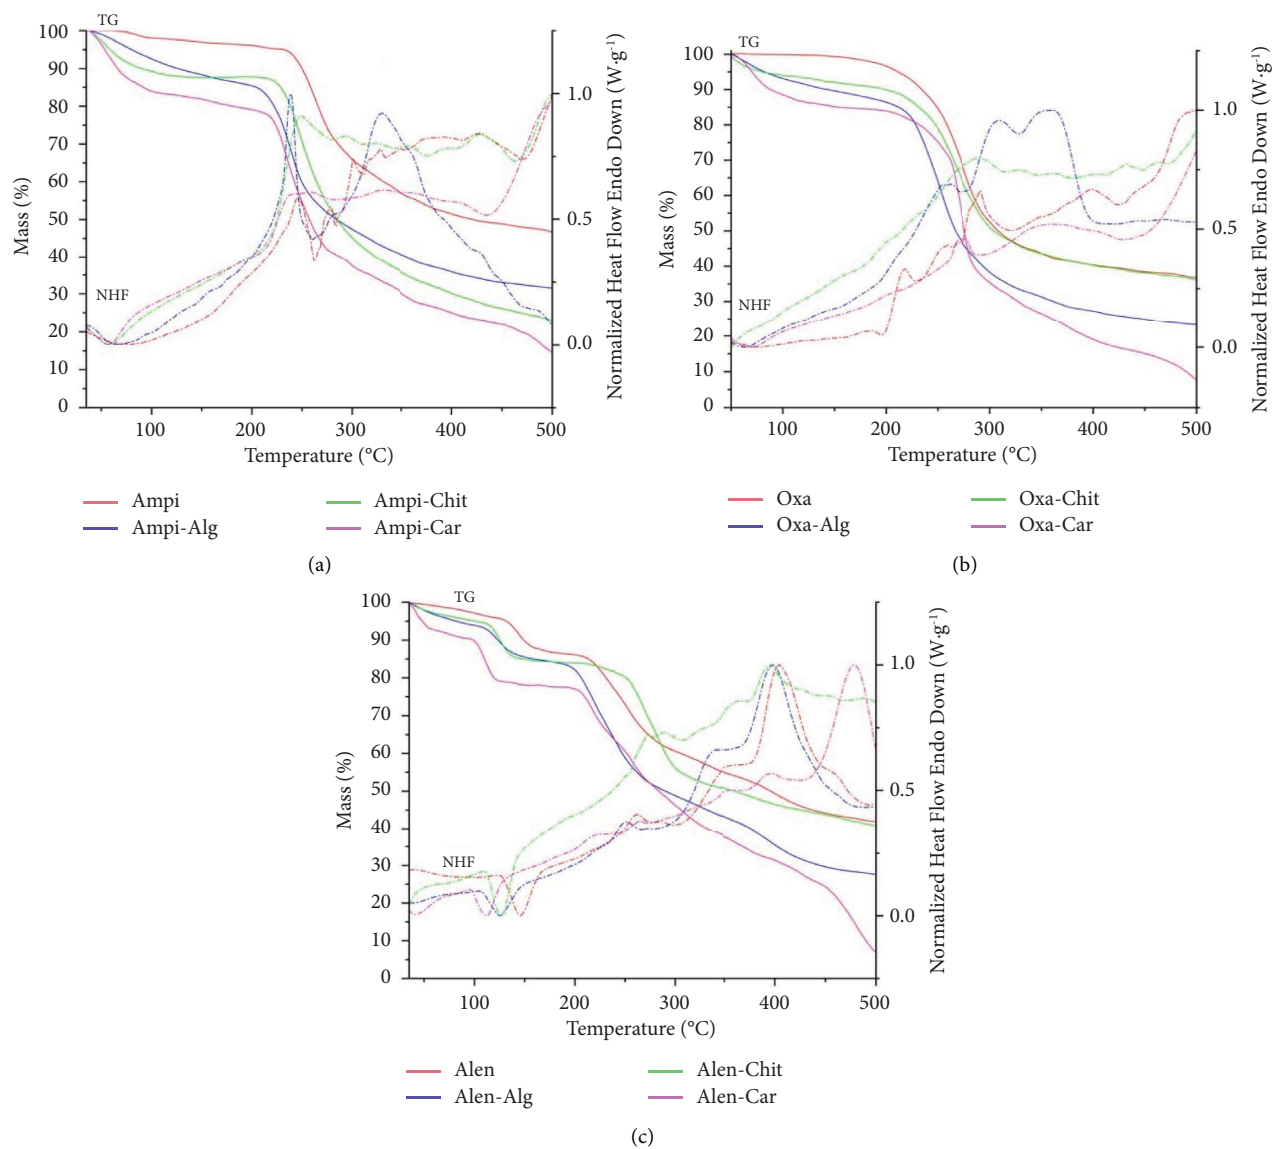 TG
100
90
80
70
60
50
40
30
20
10
0
Mass (%)
NHF
1.0
0.5
0.0
Normalized Heat Flow Endo Down (W·g⁻¹)
100 200 300 400 500
Temperature (°C)
Ampi Ampi-Chit
Ampi-Alg Ampi-Car
(a)
TG
100
90
80
70
60
50
40
30
20
10
0
Mass (%)
NHF
1.0
0.5
0.0
Normalized Heat Flow Endo Down (W·g⁻¹)
100 200 300 400 500
Temperature (°C)
Oxa Oxa-Chit
Oxa-Alg Oxa-Car
(b)
TG
100
90
80
70
60
50
40
30
20
10
0
Mass (%)
NHF
1.0
0.5
0.0
Normalized Heat Flow Endo Down (W·g⁻¹)
100 200 300 400 500
Temperature (°C)
Alen Alen-Chit
Alen-Alg Alen-Car
(c)